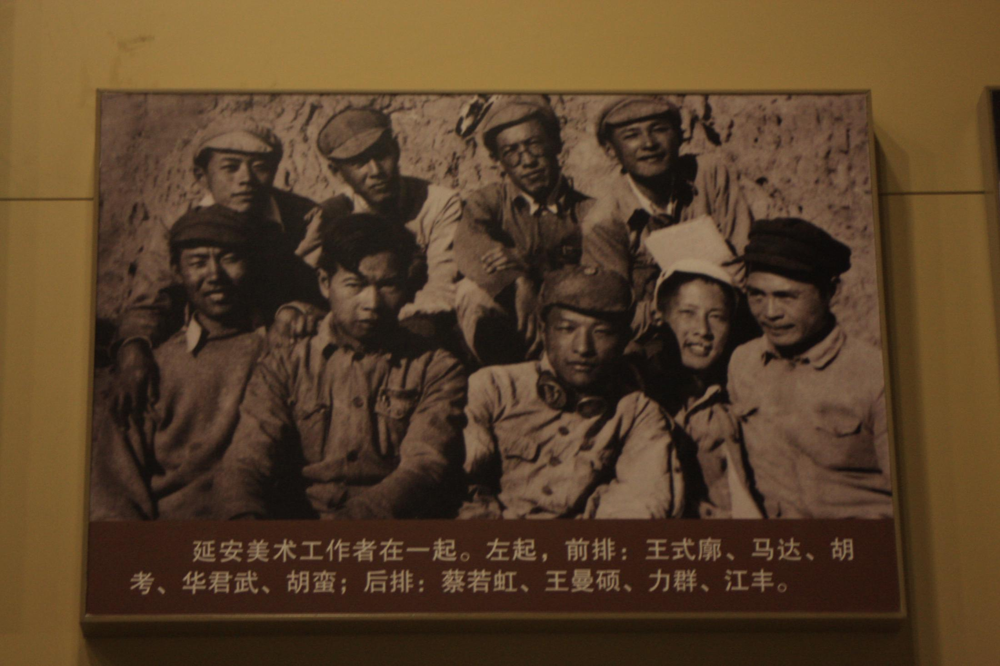 延安美术工作者在一起。左起，前排：王式廓、马达、胡
考、华君武、胡蛮；后排：蔡若虹、王曼硕、力群、江丰。